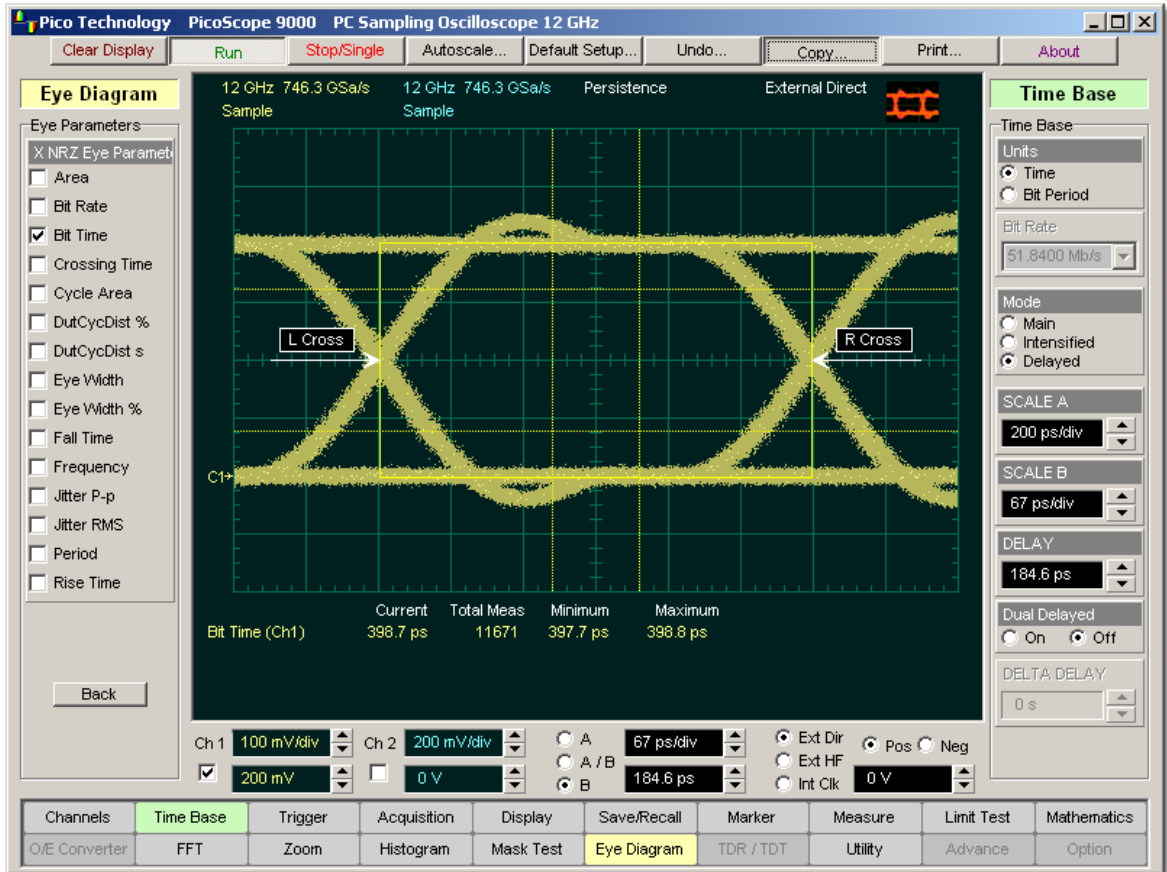 Pico Technology PicoScope 9000 PC Sampling Oscilloscope 12 GHz
Clear Display Run Stop/Single Autoscale... Default Setup... Undo... Copy... Print... About
Eye Diagram
Eye Parameters
X NRZ Eye Paramete
Area
Bit Rate
Bit Time
Crossing Time
Cycle Area
DutCycDist %
DutCycDist s
Eye Width
Eye Width %
Fall Time
Frequency
Jitter P-p
Jitter RMS
Period
Rise Time
Back
12 GHz 746.3 GSa/s 12 GHz 746.3 GSa/s Persistence External Direct
Sample Sample
L Cross R Cross
C1
Current Total Meas Minimum Maximum
Bit Time (Ch1) 398.7 ps 11671 397.7 ps 398.8 ps
Time Base
Time Base
Units
Time
Bit Period
Bit Rate
51.8400 Mb/s
Mode
Main
Intensified
Delayed
SCALE A
200 ps/div
SCALE B
67 ps/div
DELAY
184.6 ps
Dual Delayed
On Off
DELTA DELAY
0 s
Ch 1 100 mV/div Ch 2 200 mV/div A 67 ps/div Ext Dir Pos Neg
A / B Ext HF
200 mV 0 V B 184.6 ps Int Clk 0 V
Channels Time Base Trigger Acquisition Display Save/Recall Marker Measure Limit Test Mathematics
O/E Converter FFT Zoom Histogram Mask Test Eye Diagram TDR / TDT Utility Advance Option